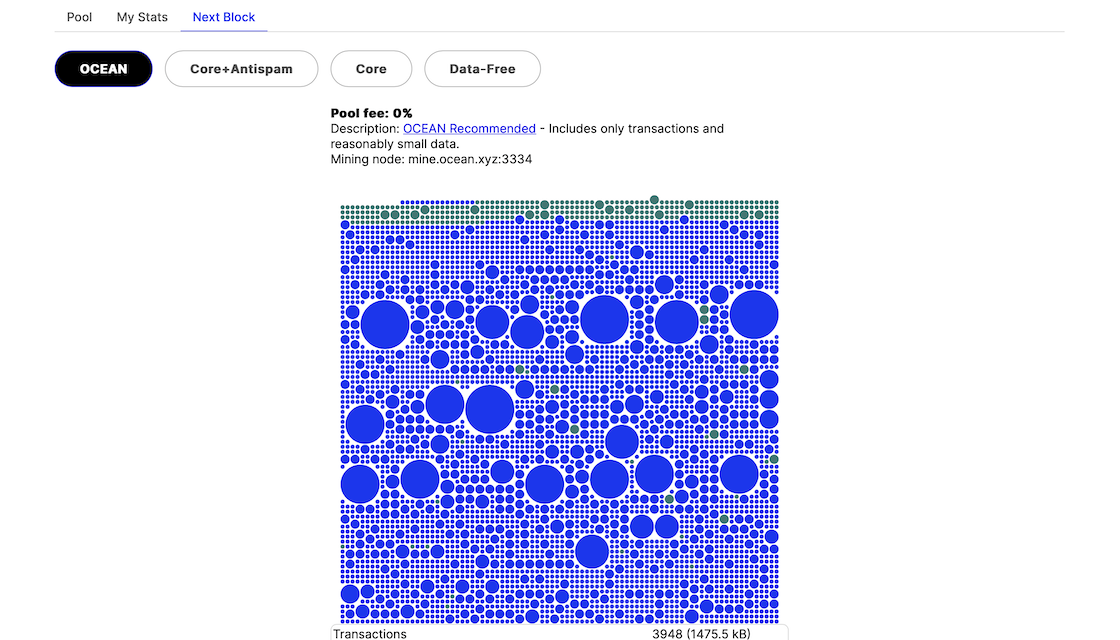 Pool My Stats Next Block
OCEAN Core+Antispam Core Data-Free
Pool fee: 0%
Description: OCEAN Recommended - Includes only transactions and
reasonably small data.
Mining node: mine.ocean.xyz:3334
Transactions 3948 (1475.5 kB)